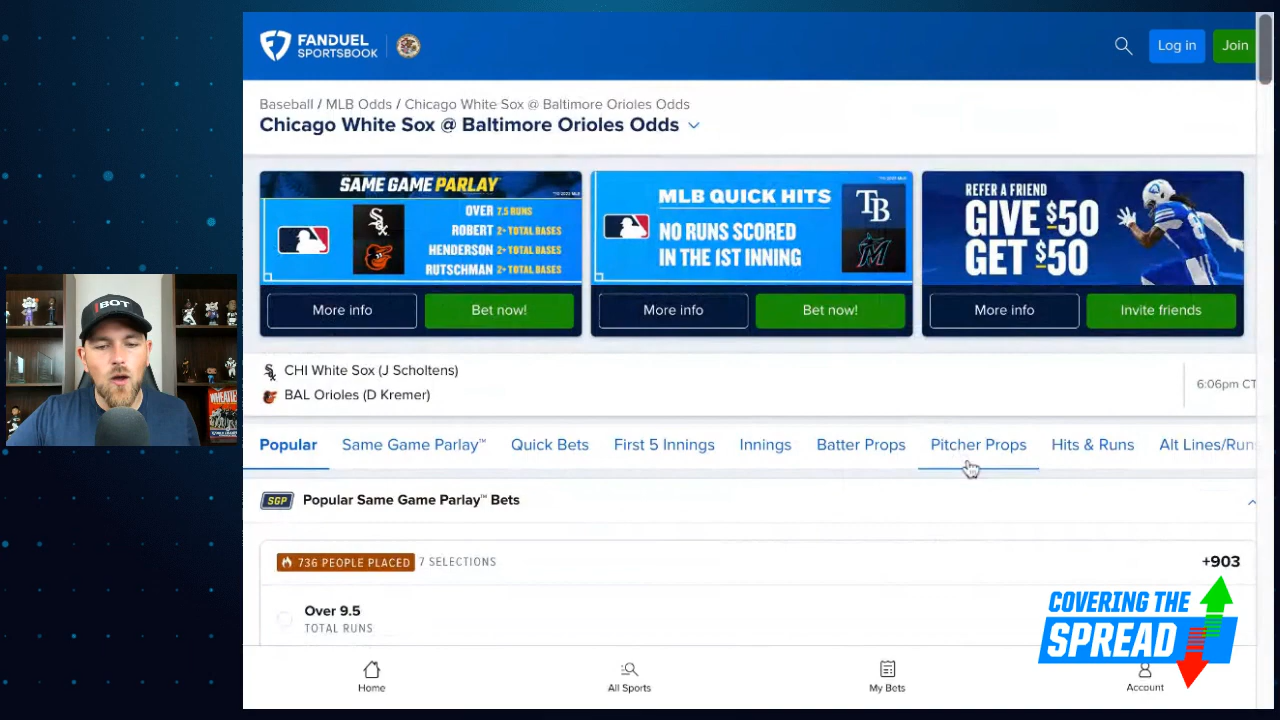 FANDUEL
SPORTSBOOK
Log in
Join
Baseball / MLB Odds / Chicago White Sox @ Baltimore Orioles Odds
Chicago White Sox @ Baltimore Orioles Odds
SAME GAME PARLAY™
OVER 7.5 RUNS
ROBERT 2+ TOTAL BASES
HENDERSON 2+ TOTAL BASES
RUTSCHMAN 2+ TOTAL BASES
More info
Bet now!
MLB QUICK HITS
NO RUNS SCORED
IN THE 1ST INNING
TB
More info
Bet now!
REFER A FRIEND
GIVE $50
GET $50
More info
Invite friends
CHI White Sox (J Scholtens)
BAL Orioles (D Kremer)
6:06pm CT
Popular
Same Game Parlay™
Quick Bets
First 5 Innings
Innings
Batter Props
Pitcher Props
Hits & Runs
Alt Lines/Run
SGP
Popular Same Game Parlay™ Bets
736 PEOPLE PLACED
7 SELECTIONS
+903
Over 9.5
TOTAL RUNS
COVERING THE
SPREAD
Home
All Sports
My Bets
Account
BOT
WHEATIES